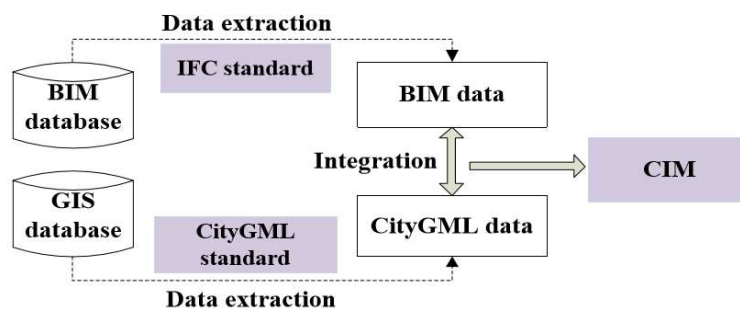 Data extraction
IFC standard
BIM
database
BIM data
Integration
CIM
GIS
database
CityGML
standard
CityGML data
Data extraction